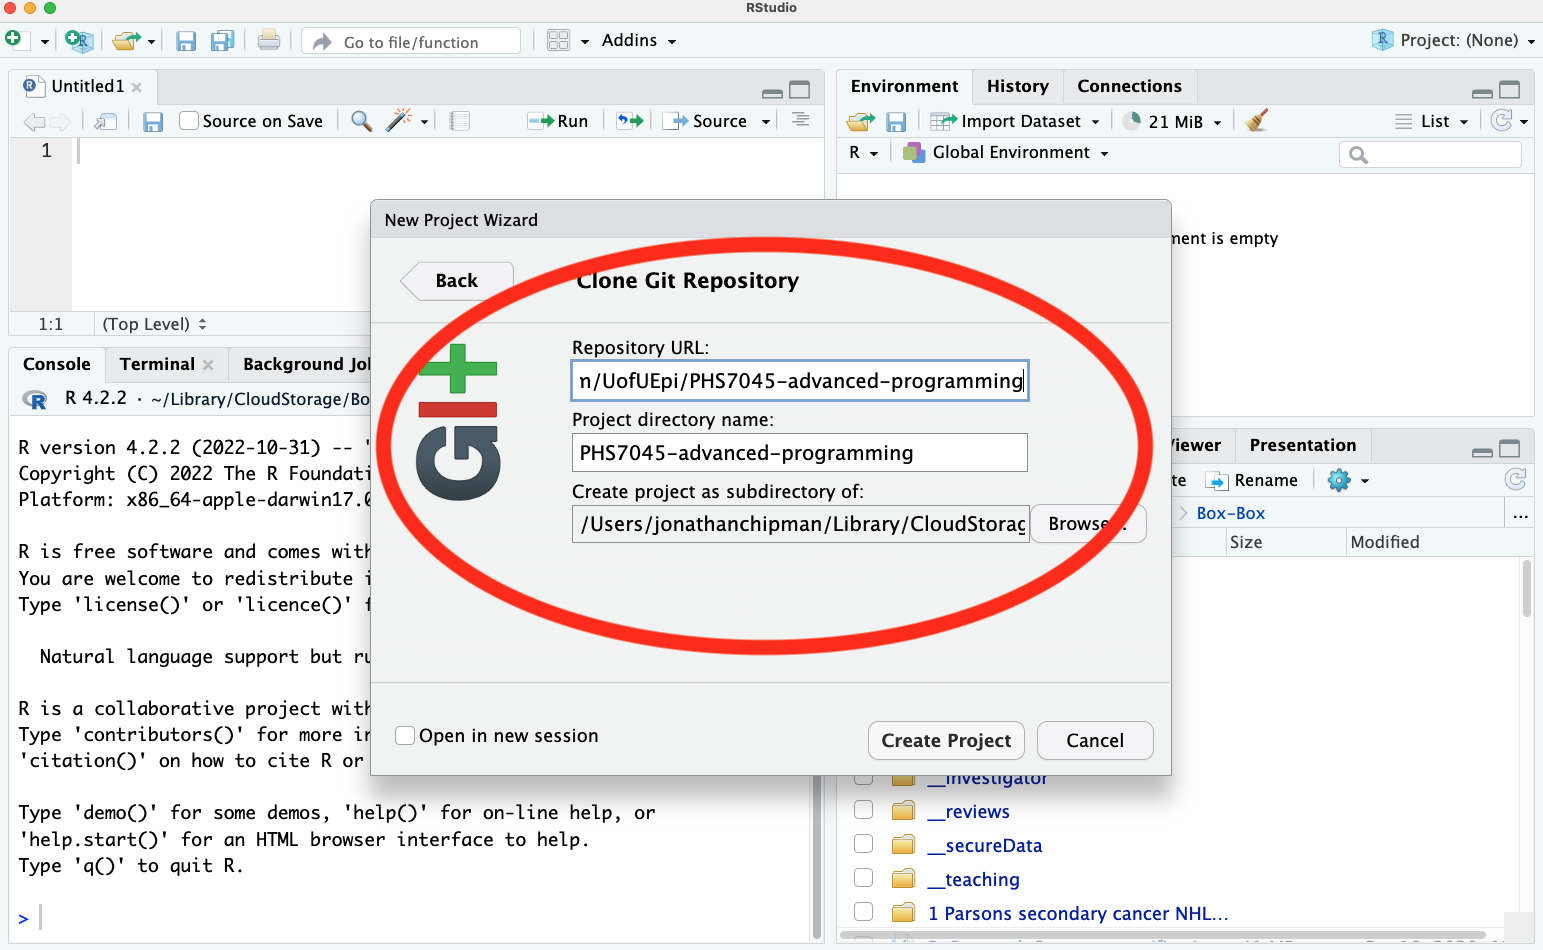 RStudio
Go to file/function
Addins
Project: (None)
Untitled1
Source on Save
Run
Source
1
1:1
(Top Level)
Environment
History
Connections
Import Dataset
21 MiB
List
R
Global Environment
ment is empty
New Project Wizard
Back
Clone Git Repository
GIt
Repository URL:
n/UofUEpi/PHS7045-advanced-programming
Project directory name:
PHS7045-advanced-programming
Create project as subdirectory of:
/Users/jonathanchipman/Library/CloudStorag
Browse...
Open in new session
Create Project
Cancel
Console
Terminal
Background Jo
R 4.2.2 · ~/Library/CloudStorage/Bo
R version 4.2.2 (2022-10-31) -- "
Copyright (C) 2022 The R Foundati
Platform: x86_64-apple-darwin17.0
R is free software and comes with
You are welcome to redistribute i
Type 'license()' or 'licence()' f
Natural language support but ru
R is a collaborative project with
Type 'contributors()' for more in
'citation()' on how to cite R or
Type 'demo()' for some demos, 'help()' for on-line help, or
'help.start()' for an HTML browser interface to help.
Type 'q()' to quit R.
>
iewer
Presentation
te
Rename
Box-Box
...
Size
Modified
__investigator
__reviews
__secureData
__teaching
1 Parsons secondary cancer NHL...